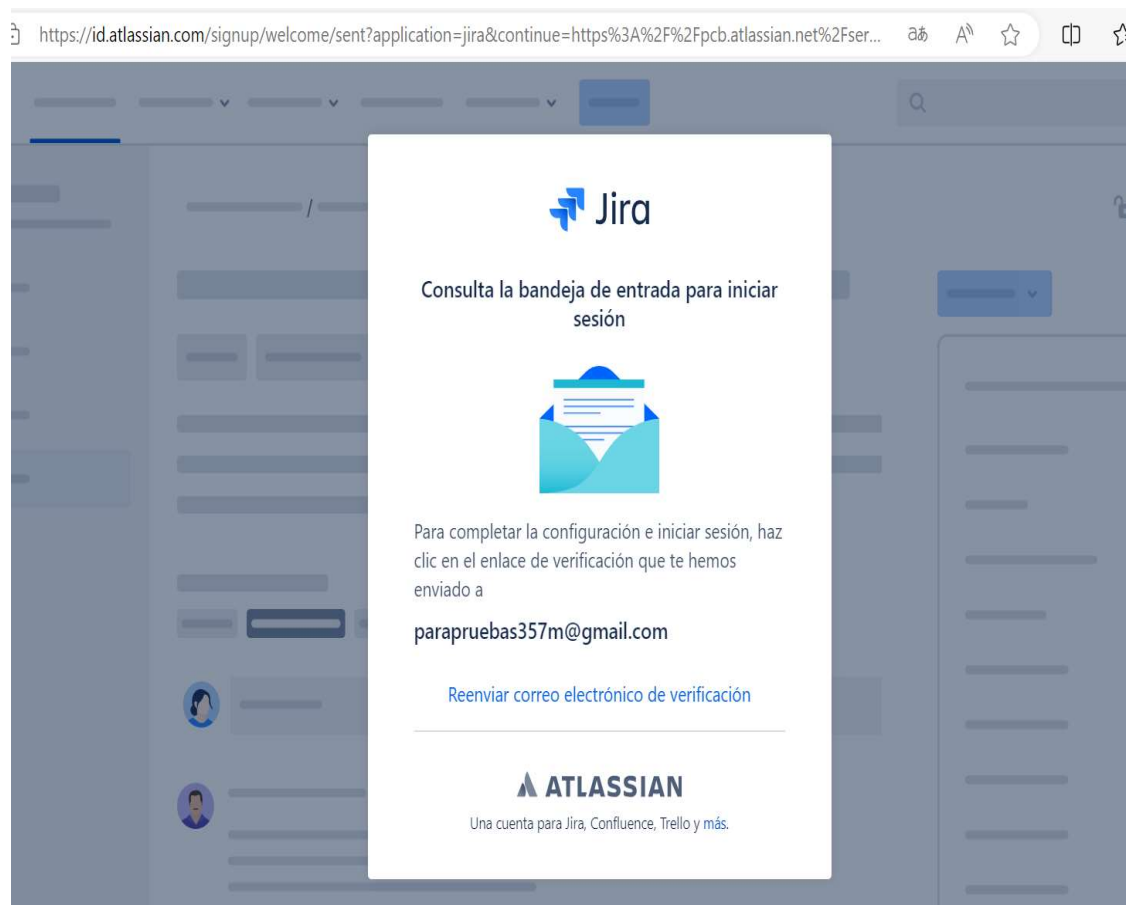 https://id.atlassian.com/signup/welcome/sent?application=jira&continue=https%3A%2F%2Fpcb.atlassian.net%2Fser...
Jira
Consulta la bandeja de entrada para iniciar
sesión
Para completar la configuración e iniciar sesión, haz
clic en el enlace de verificación que te hemos
enviado a
parapruebas357m@gmail.com
Reenviar correo electrónico de verificación
ATLASSIAN
Una cuenta para Jira, Confluence, Trello y más.